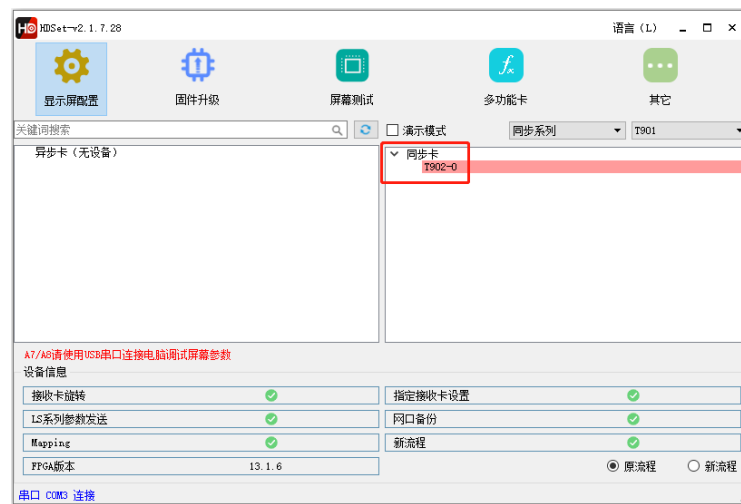 HD HDSet-v2.1.7.28 语言(L)
显示屏配置 固件升级 屏幕测试 多功能卡 其它
关键词搜索 演示模式 同步系列 T901
异步卡(无设备) 同步卡
T902-0
A7/A8请使用USB串口连接电脑调试屏幕参数
设备信息
接收卡旋转 指定接收卡设置
LS系列参数发送 网口备份
Mapping 新流程
FPGA版本 13.1.6 原流程 新流程
串口 COM3 连接